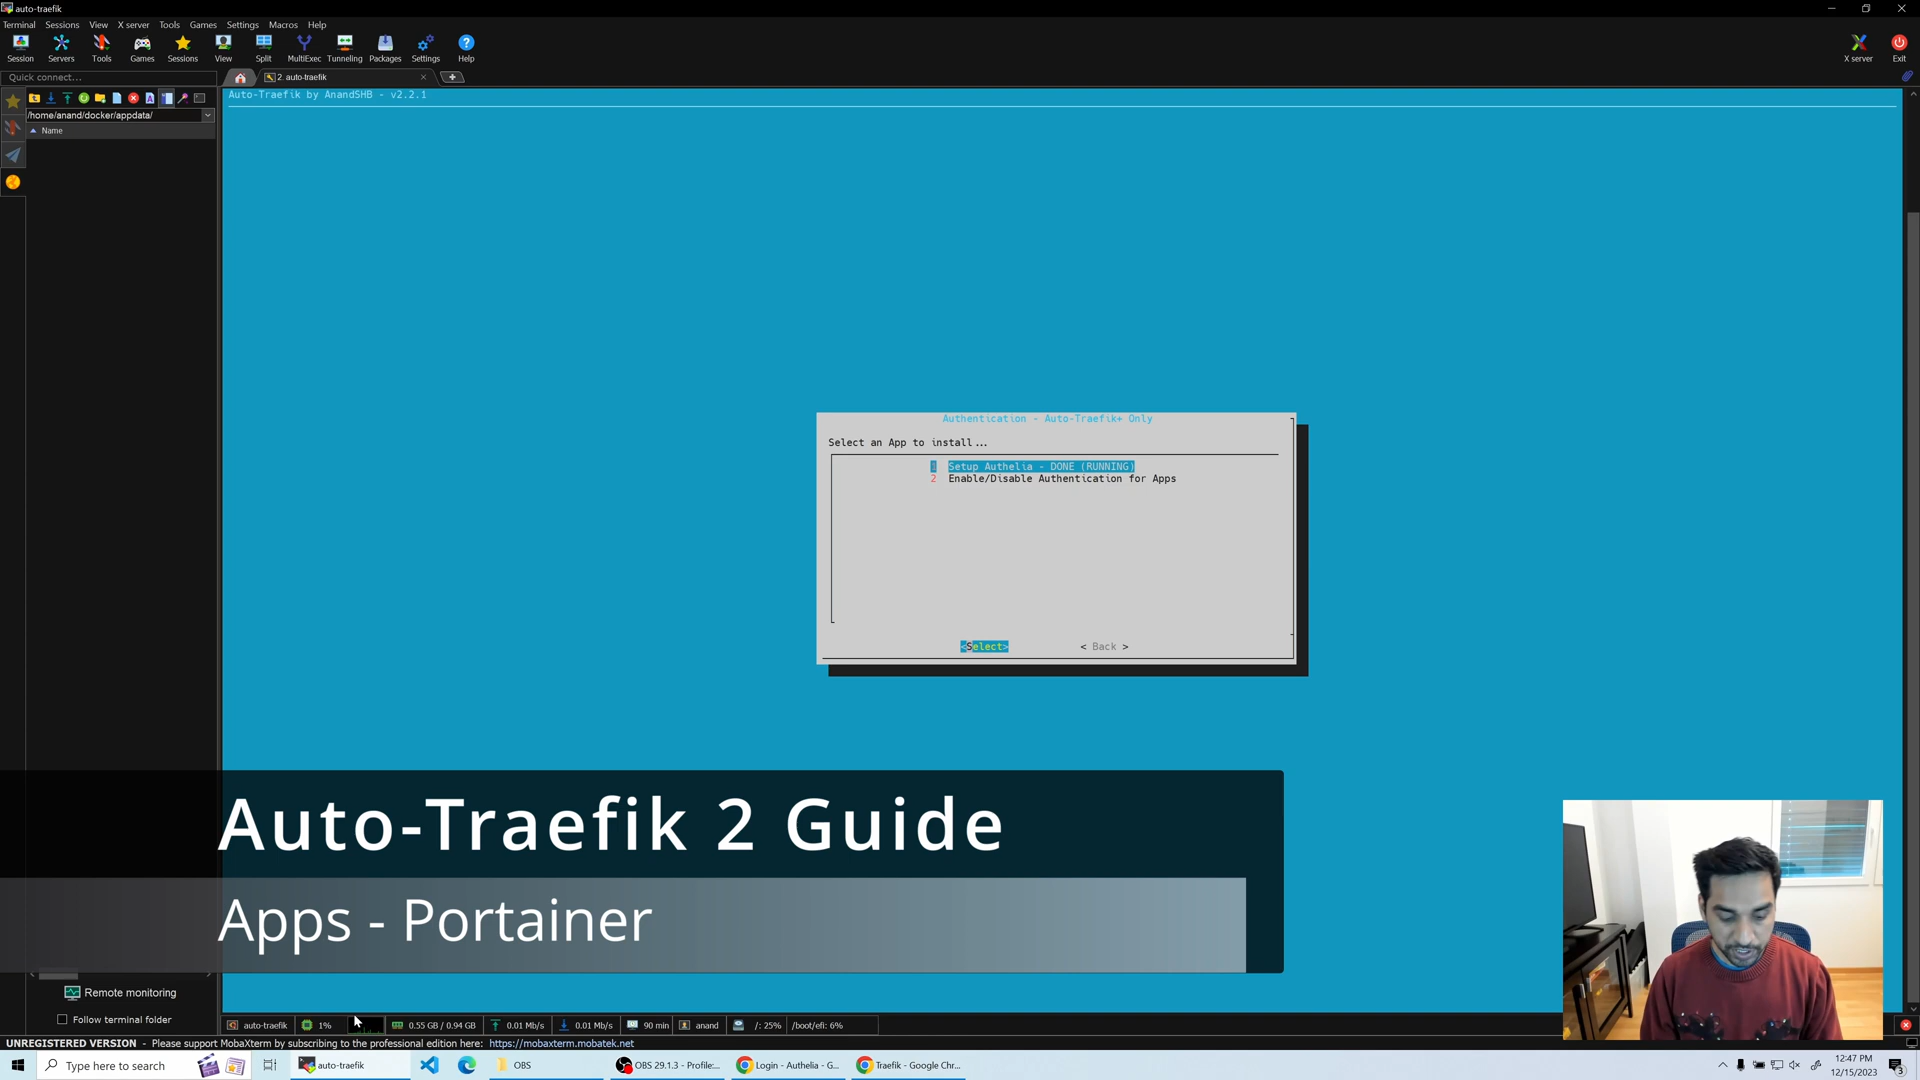 auto-traefik
Terminal Sessions View X server Tools Games Settings Macros Help
Session Servers Tools Games Sessions View Split MultiExec Tunneling Packages Settings Help
X server Exit
Quick connect...
2. auto-traefik
/home/anand/docker/appdata/
Name
Auto-Traefik by AnandSHB - v2.2.1
Authentication - Auto-Traefik+ Only
Select an App to install...
1 Setup Authelia - DONE (RUNNING)
2 Enable/Disable Authentication for Apps
<Select> < Back >
Auto-Traefik 2 Guide
Apps - Portainer
Remote monitoring
Follow terminal folder
auto-traefik 1% 0.55 GB / 0.94 GB 0.01 Mb/s 0.01 Mb/s 90 min anand /: 25% /boot/efi: 6%
UNREGISTERED VERSION - Please support MobaXterm by subscribing to the professional edition here: https://mobaxterm.mobatek.net
Type here to search
auto-traefik
OBS
OBS 29.1.3 - Profile:...
Login - Authelia - G...
Traefik - Google Chr...
12:47 PM
12/15/2023
3